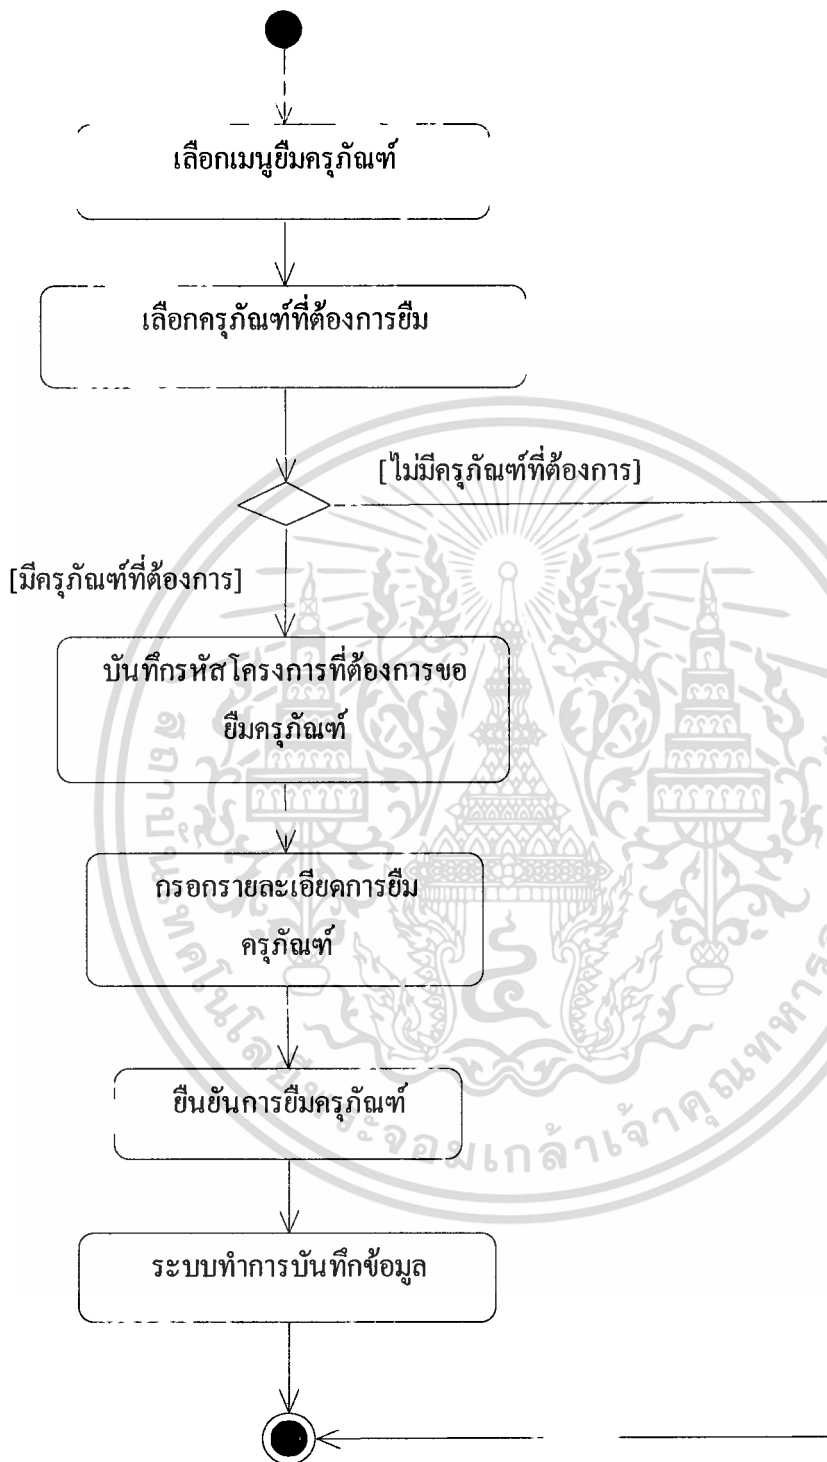 เลือกเมนูยืมครุภัณฑ์
เลือกครุภัณฑ์ที่ต้องการยืม
[ไม่มีครุภัณฑ์ที่ต้องการ]
[มีครุภัณฑ์ที่ต้องการ]
บันทึกรหัสโครงการที่ต้องการขอ
ยืมครุภัณฑ์
กรอกรายละเอียดการยืม
ครุภัณฑ์
ยืนยันการยืมครุภัณฑ์
ระบบทำการบันทึกข้อมูล